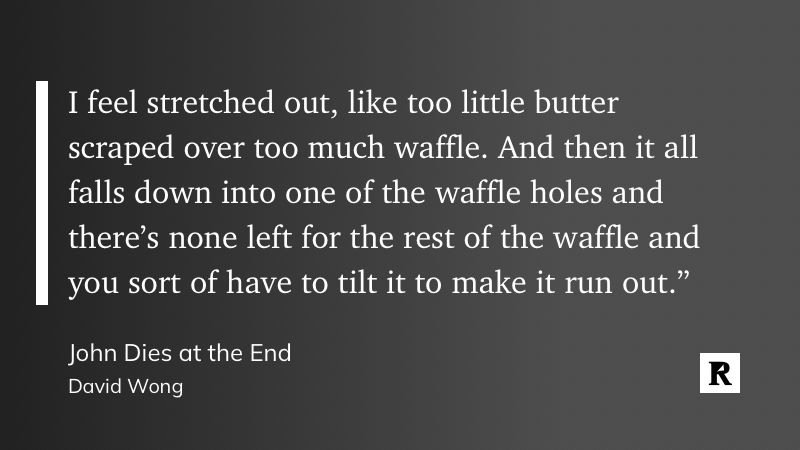 I feel stretched out, like too little butter
scraped over too much waffle. And then it all
falls down into one of the waffle holes and
there’s none left for the rest of the waffle and
you sort of have to tilt it to make it run out.”
John Dies at the End
David Wong
R